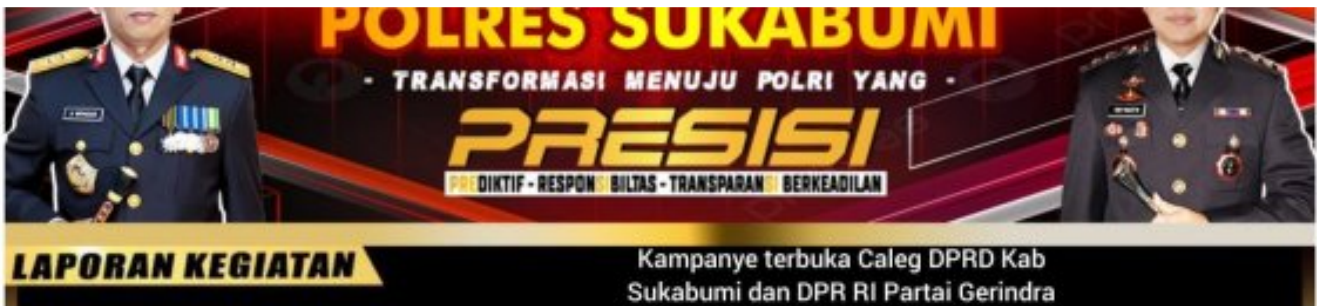 POLRES SUKABUMI
- TRANSFORMASI MENUJU POLRI YANG -
PRESISI
PREDIKTIF - RESPONSIBILTAS - TRANSPARANSI BERKEADILAN
LAPORAN KEGIATAN
Kampanye terbuka Caleg DPRD Kab
Sukabumi dan DPR RI Partai Gerindra